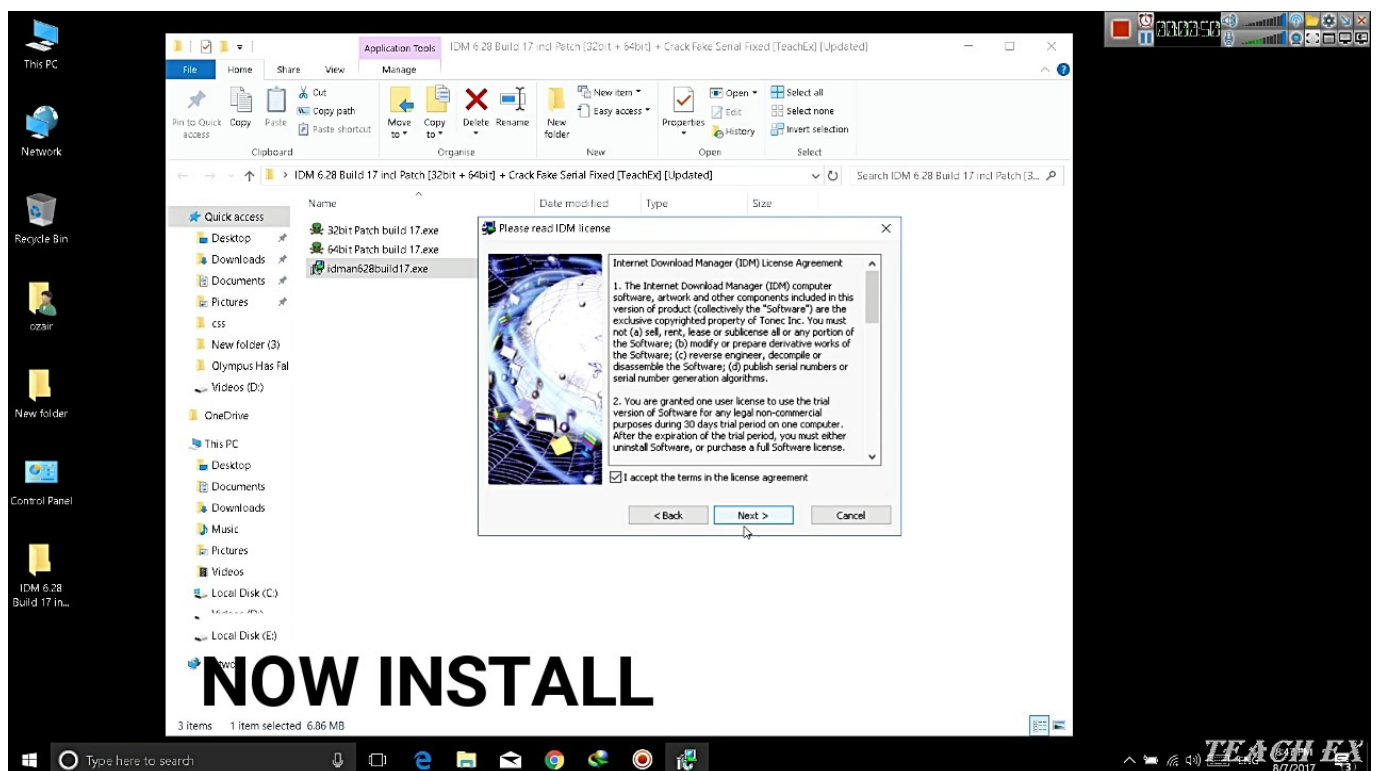 This PC
Network
Recycle Bin
ozair
New folder
Control Panel
IDM 6.28
Build 17 in...
Application Tools
IDM 6.28 Build 17 incl Patch [32bit + 64bit] + Crack Fake Serial Fixed [TeachEx] [Updated]
File Home Share View Manage
Pin to Quick
access
Copy
Paste
Cut
Copy path
Paste shortcut
Clipboard
Move
to
Copy
to
Delete
Rename
Organise
New
folder
New item
Easy access
New
Properties
Open
Edit
History
Open
Select all
Select none
Invert selection
Select
IDM 6.28 Build 17 incl Patch [32bit + 64bit] + Crack Fake Serial Fixed [TeachEx] [Updated]
Search IDM 6.28 Build 17 incl Patch [3...
Name Date modified Type Size
32bit Patch build 17.exe
64bit Patch build 17.exe
idman628build17.exe
Quick access
Desktop
Downloads
Documents
Pictures
css
New folder (3)
Olympus Has Fal
Videos (D:)
OneDrive
This PC
Desktop
Documents
Downloads
Music
Pictures
Videos
Local Disk (C:)
Videos (D:)
Local Disk (E:)
Please read IDM license
Internet Download Manager (IDM) License Agreement
1. The Internet Download Manager (IDM) computer
software, artwork and other components included in this
version of product (collectively the "Software") are the
exclusive copyrighted property of Tonec Inc. You must
not (a) sell, rent, lease or sublicense all or any portion of
the Software; (b) modify or prepare derivative works of
the Software; (c) reverse engineer, decompile or
disassemble the Software; (d) publish serial numbers or
serial number generation algorithms.
2. You are granted one user license to use the trial
version of Software for any legal non-commercial
purposes during 30 days trial period on one computer.
After the expiration of the trial period, you must either
uninstall Software, or purchase a full Software license.
I accept the terms in the license agreement
< Back Next > Cancel
NOW INSTALL
3 items 1 item selected 6.86 MB
Type here to search
TEACH EX
8/7/2017